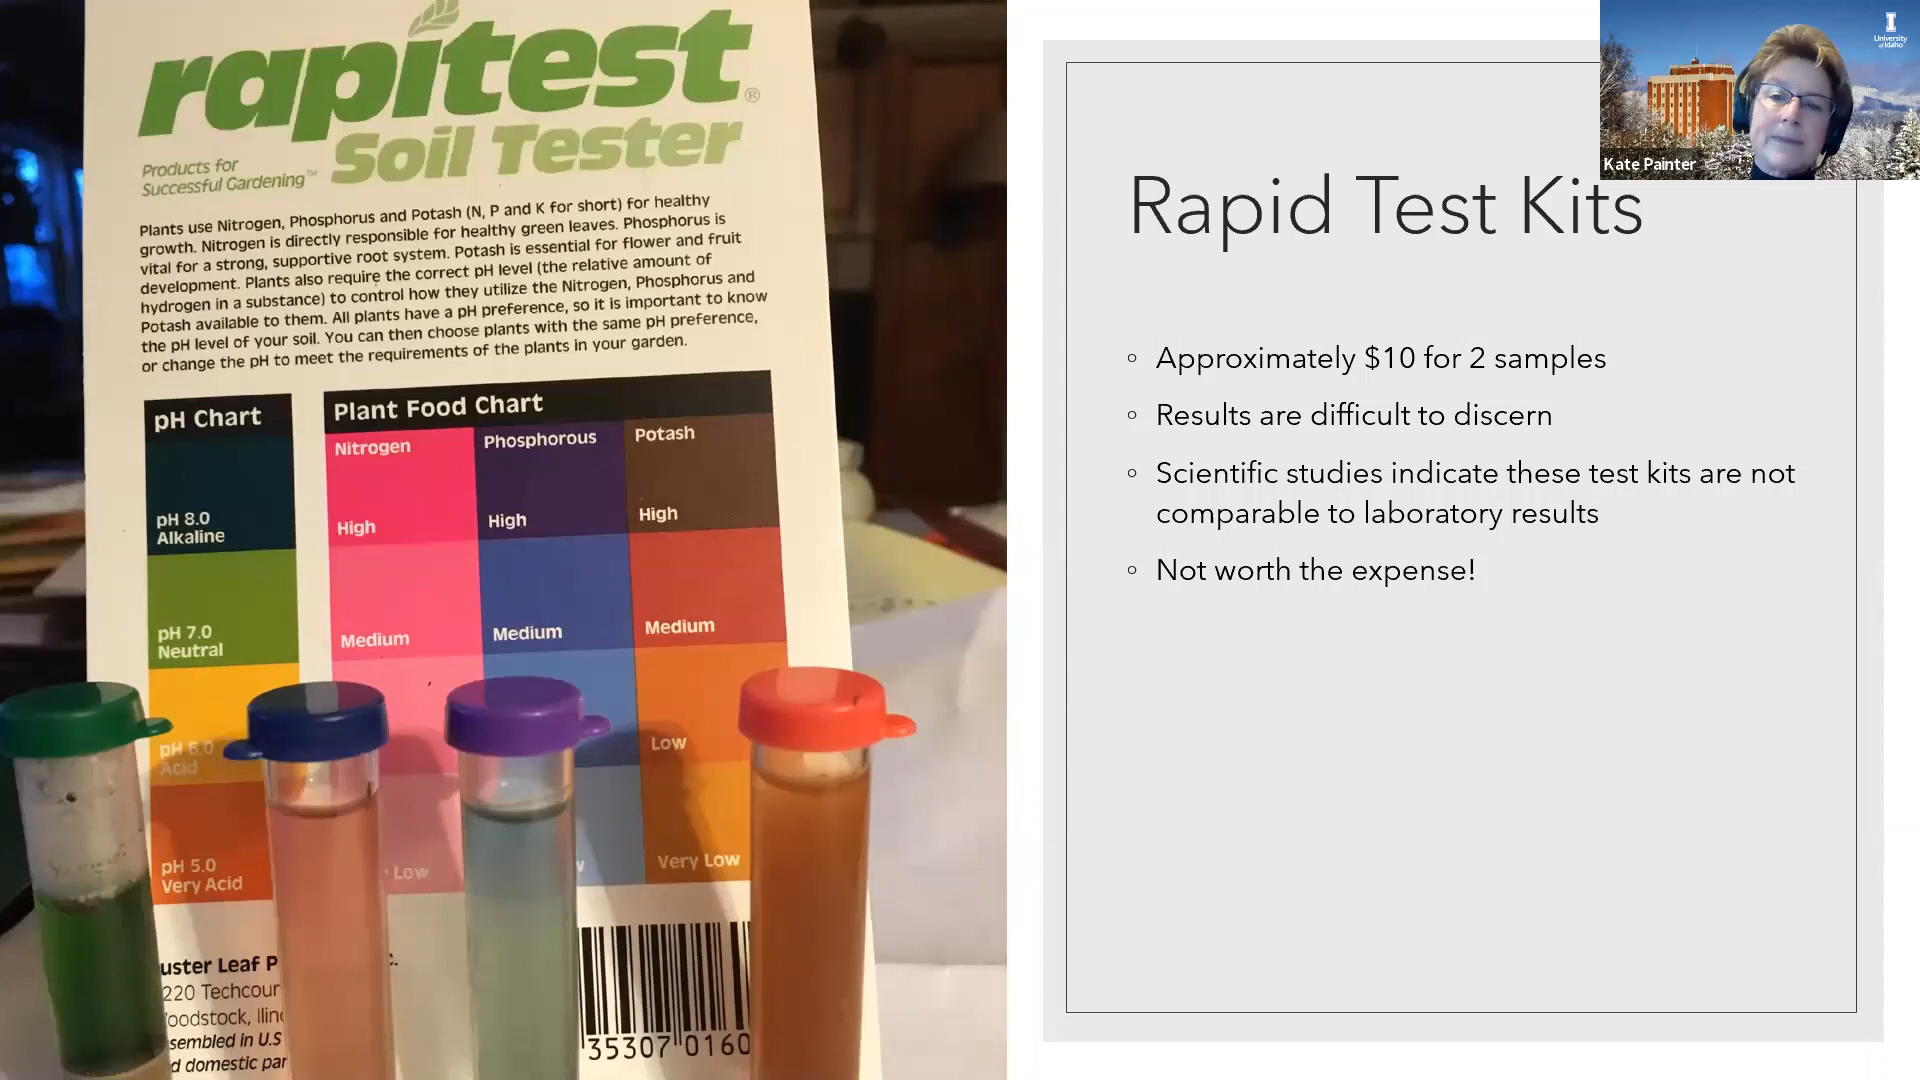 rapitest®
Soil Tester
Products for
Successful Gardening™
Plants use Nitrogen, Phosphorus and Potash (N, P and K for short) for healthy
growth. Nitrogen is directly responsible for healthy green leaves. Phosphorus is
vital for a strong, supportive root system. Potash is essential for flower and fruit
development. Plants also require the correct pH level (the relative amount of
hydrogen in a substance) to control how they utilize the Nitrogen, Phosphorus and
Potash available to them. All plants have a pH preference, so it is important to know
the pH level of your soil. You can then choose plants with the same pH preference,
or change the pH to meet the requirements of the plants in your garden.
pH Chart
pH 8.0
Alkaline
pH 7.0
Neutral
pH 6.0
Acid
pH 5.0
Very Acid
Plant Food Chart
Nitrogen
Phosphorous
Potash
High
High
High
Medium
Medium
Medium
Low
Low
Very Low
uster Leaf P
220 Techcour
oodstock, Ilin
sembled in U.S
d domestic par
35307 0160
Rapid Test Kits
◦ Approximately $10 for 2 samples
◦ Results are difficult to discern
◦ Scientific studies indicate these test kits are not
comparable to laboratory results
◦ Not worth the expense!
Kate Painter
I
University
of Idaho